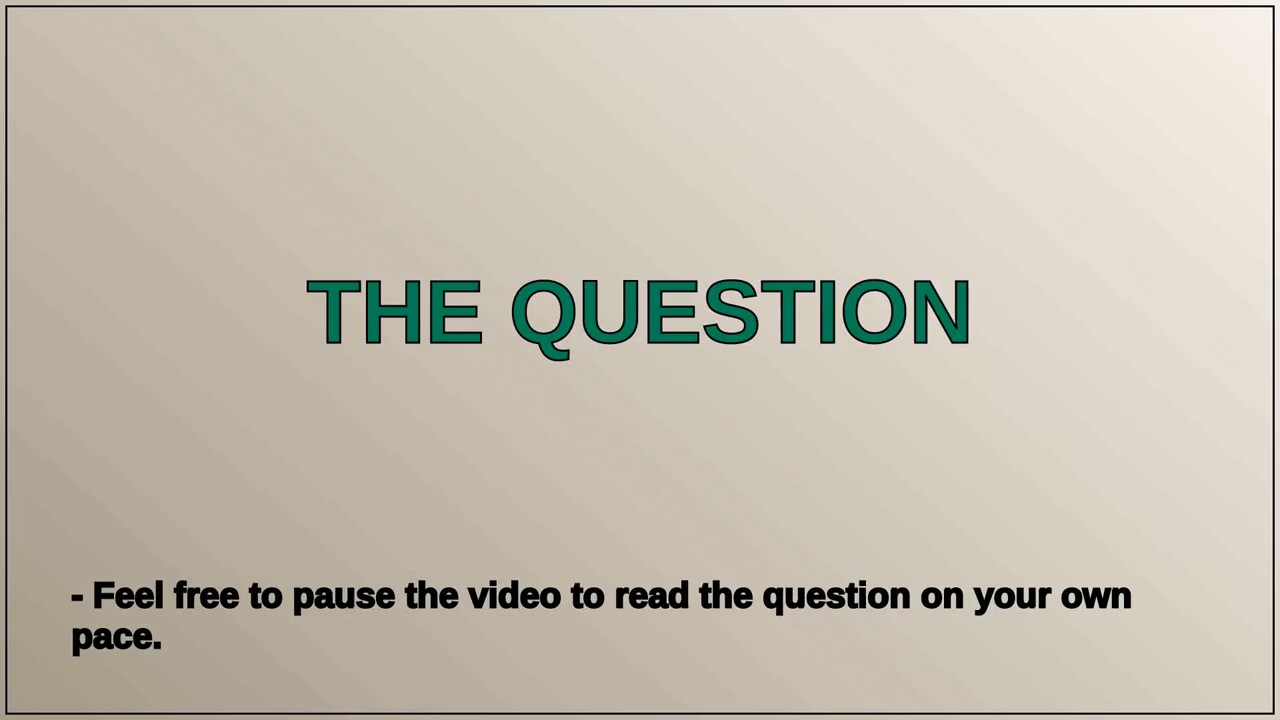 THE QUESTION
- Feel free to pause the video to read the question on your own
pace.